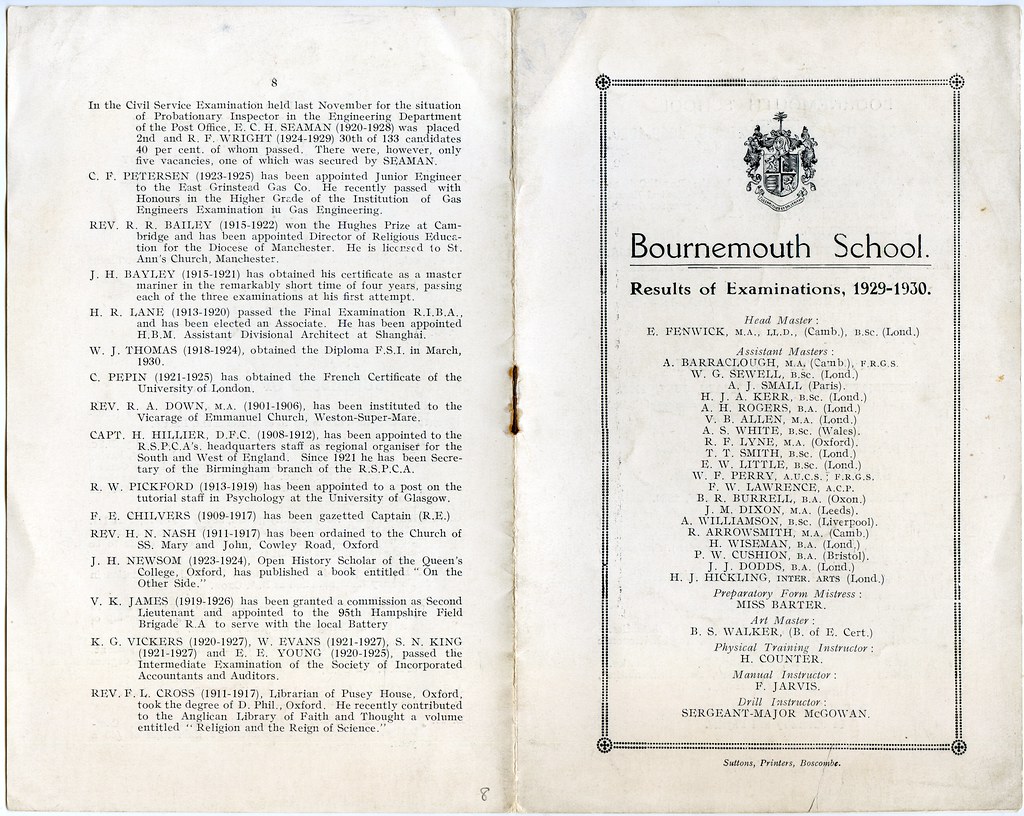 8
In the Civil Service Examination held last November for the situation
of Probationary Inspector in the Engineering Department
of the Post Office, E. C. H. SEAMAN (1920-1928) was placed
2nd and R. F. WRIGHT (1924-1929) 30th of 133 candidates
40 per cent. of whom passed. There were, however, only
five vacancies, one of which was secured by SEAMAN.
C. F. PETERSEN (1923-1925) has been appointed Junior Engineer
to the East Grinstead Gas Co. He recently passed with
Honours in the Higher Grade of the Institution of Gas
Engineers Examination in Gas Engineering.
REV. R. R. BAILEY (1915-1922) won the Hughes Prize at Cam-
bridge and has been appointed Director of Religious Educa-
tion for the Diocese of Manchester. He is licensed to St.
Ann's Church, Manchester.
J. H. BAYLEY (1915-1921) has obtained his certificate as a master
mariner in the remarkably short time of four years, passing
each of the three examinations at his first attempt.
H. R. LANE (1913-1920) passed the Final Examination R.I.B.A.,
and has been elected an Associate. He has been appointed
H.B.M. Assistant Divisional Architect at Shanghai.
W. J. THOMAS (1918-1924), obtained the Diploma F.S.I. in March,
1930.
C. PEPIN (1921-1925) has obtained the French Certificate of the
University of London.
REV. R. A. DOWN, M.A. (1901-1906), has been instituted to the
Vicarage of Emmanuel Church, Weston-Super-Mare.
CAPT. H. HILLIER, D.F.C. (1908-1912), has been appointed to the
R.S.P.C.A's. headquarters staff as regional organiser for the
South and West of England. Since 1921 he has been Secre-
tary of the Birmingham branch of the R.S.P.C.A.
R. W. PICKFORD (1913-1919) has been appointed to a post on the
tutorial staff in Psychology at the University of Glasgow.
F. E. CHILVERS (1909-1917) has been gazetted Captain (R.E.)
REV. H. N. NASH (1911-1917) has been ordained to the Church of
SS. Mary and John, Cowley Road, Oxford
J. H. NEWSOM (1923-1924), Open History Scholar of the Queen's
College, Oxford, has published a book entitled "On the
Other Side."
V. K. JAMES (1919-1926) has been granted a commission as Second
Lieutenant and appointed to the 95th Hampshire Field
Brigade R.A to serve with the local Battery
K. G. VICKERS (1920-1927), W. EVANS (1921-1927), S. N. KING
(1921-1927) and E. E. YOUNG (1920-1925), passed the
Intermediate Examination of the Society of Incorporated
Accountants and Auditors.
REV. F. L. CROSS (1911-1917), Librarian of Pusey House, Oxford,
took the degree of D. Phil., Oxford. He recently contributed
to the Anglican Library of Faith and Thought a volume
entitled "Religion and the Reign of Science."
8
Bournemouth School.
Results of Examinations, 1929-1930.
Head Master :
E. FENWICK, M.A., LL.D., (Camb.), B.Sc. (Lond.)
Assistant Masters :
A. BARRACLOUGH, M.A. (Camb.), F.R.G.S.
W. G. SEWELL, B.Sc. (Lond.)
A. J. SMALL (Paris).
H. J. A. KERR, B.Sc. (Lond.)
A. H. ROGERS, B.A. (Lond.)
V. B. ALLEN, M.A. (Lond.)
A. S. WHITE, B.Sc. (Wales).
R. F. LYNE, M.A. (Oxford).
T. T. SMITH, B.Sc. (Lond.)
E. W. LITTLE, B.Sc. (Lond.)
W. F. PERRY, A.U.C.S., F.R.G.S.
F. W. LAWRENCE, A.C.P.
B. R. BURRELL, B.A. (Oxon.)
J. M. DIXON, M.A. (Leeds).
A. WILLIAMSON, B.Sc. (Liverpool).
R. ARROWSMITH, M.A. (Camb.)
H. WISEMAN, B.A. (Lond.)
P. W. CUSHION, B.A. (Bristol).
J. J. DODDS, B.A. (Lond.)
H. J. HICKLING, INTER. ARTS (Lond.)
Preparatory Form Mistress :
MISS BARTER.
Art Master :
B. S. WALKER, (B. of E. Cert.)
Physical Training Instructor :
H. COUNTER.
Manual Instructor :
F. JARVIS.
Drill Instructor :
SERGEANT-MAJOR McGOWAN.
Suttons, Printers, Boscombe.